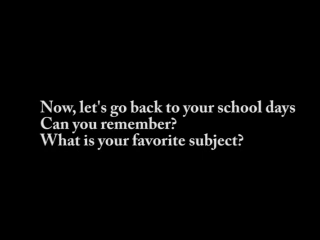 Now, let's go back to your school days
Can you remember?
What is your favorite subject?